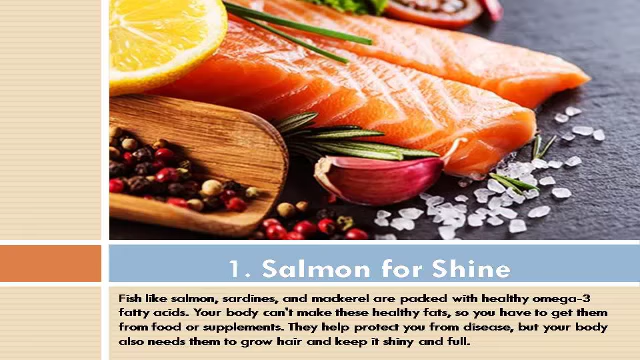 1. Salmon for Shine
Fish like salmon, sardines, and mackerel are packed with healthy omega-3
fatty acids. Your body can't make these healthy fats, so you have to get them
from food or supplements. They help protect you from disease, but your body
also needs them to grow hair and keep it shiny and full.